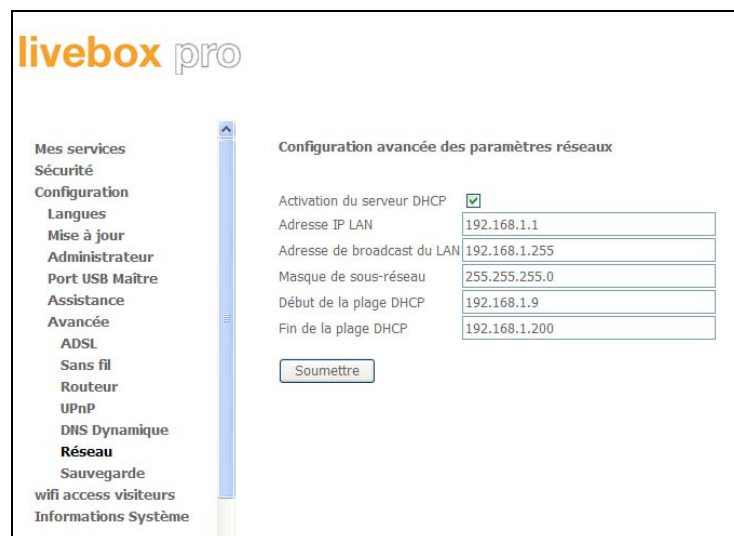 livebox pro
Mes services
Sécurité
Configuration
Langues
Mise à jour
Administrateur
Port USB Maître
Assistance
Avancée
ADSL
Sans fil
Routeur
UPnP
DNS Dynamique
Réseau
Sauvegarde
wifi access visiteurs
Informations Système
Configuration avancée des paramètres réseaux
Activation du serveur DHCP
Adresse IP LAN 192.168.1.1
Adresse de broadcast du LAN 192.168.1.255
Masque de sous-réseau 255.255.255.0
Début de la plage DHCP 192.168.1.9
Fin de la plage DHCP 192.168.1.200
Soumettre